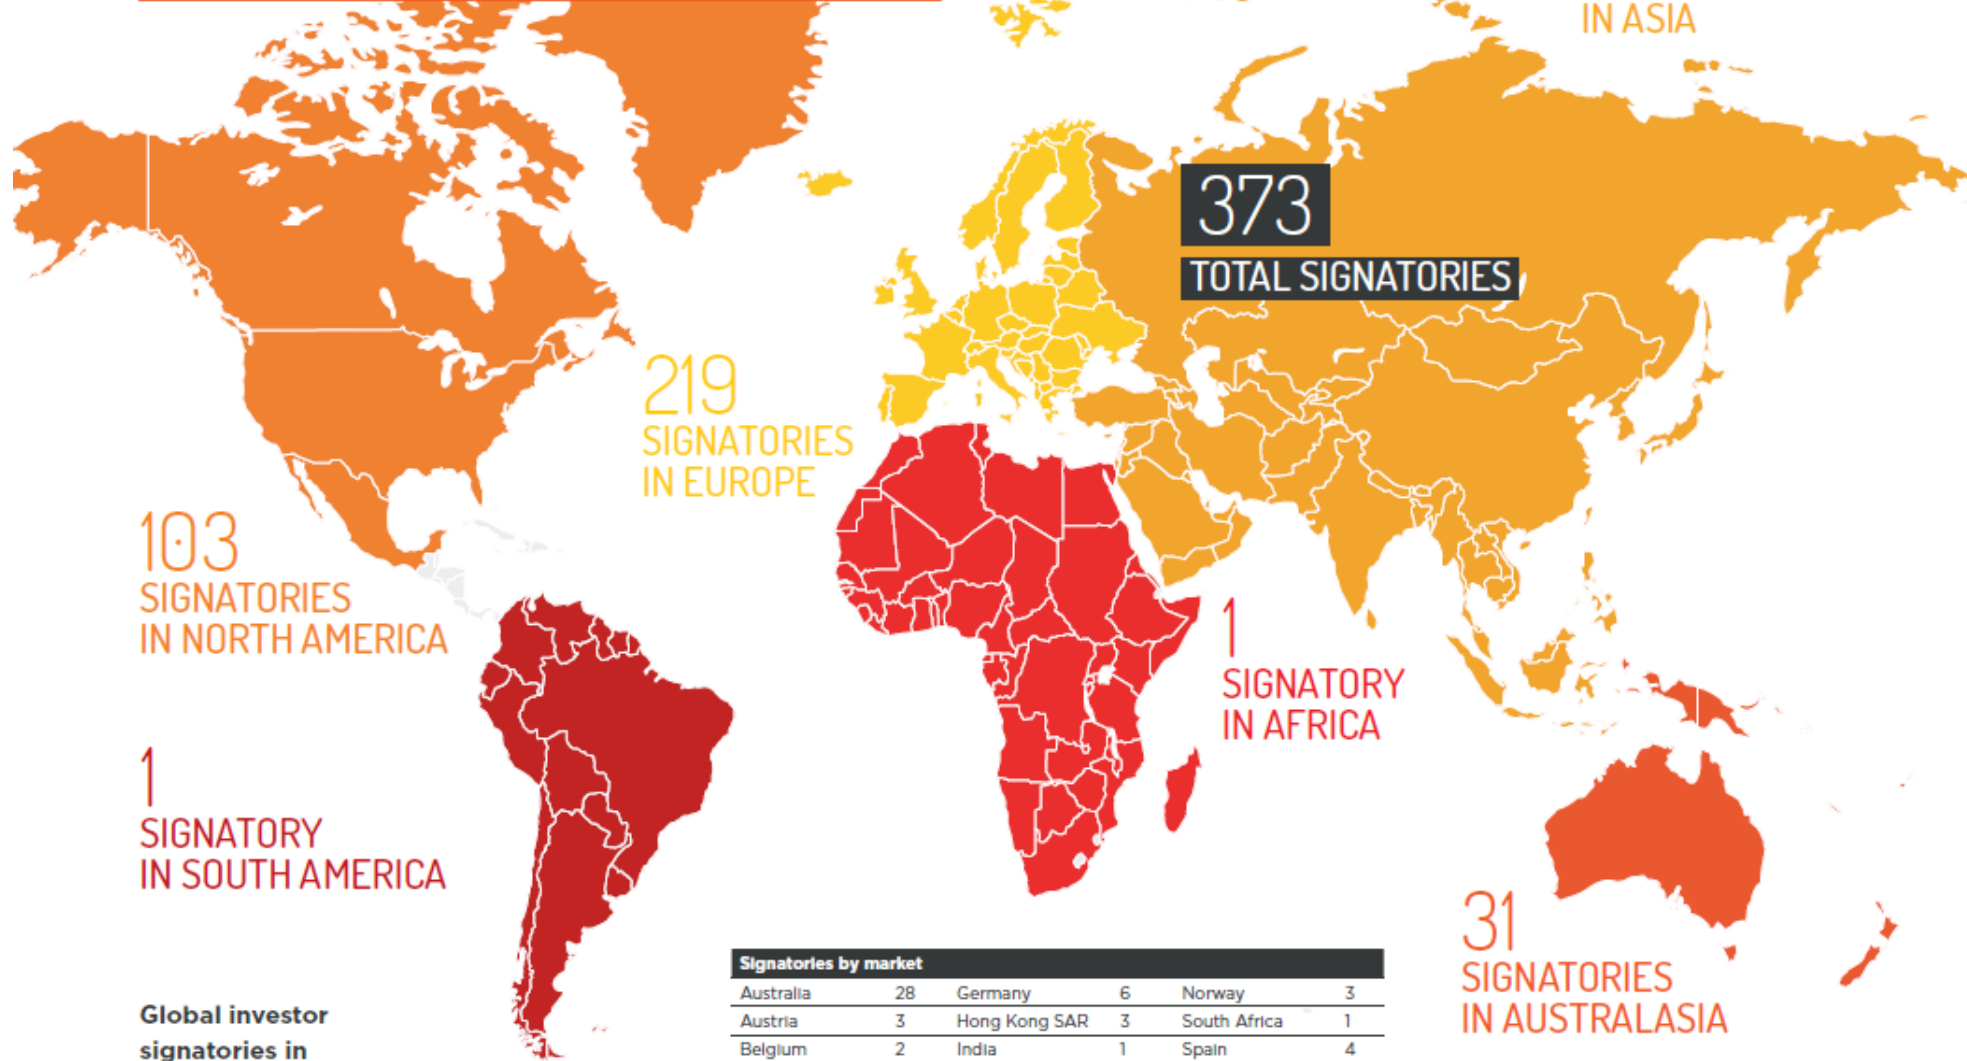 IN ASIA
373
TOTAL SIGNATORIES
219
SIGNATORIES
IN EUROPE
103
SIGNATORIES
IN NORTH AMERICA
1
SIGNATORY
IN AFRICA
1
SIGNATORY
IN SOUTH AMERICA
31
SIGNATORIES
IN AUSTRALASIA
Signatories by market
Australia 28 Germany 6 Norway 3
Austria 3 Hong Kong SAR 3 South Africa 1
Belgium 2 India 1 Spain 4
Global investor
signatories in